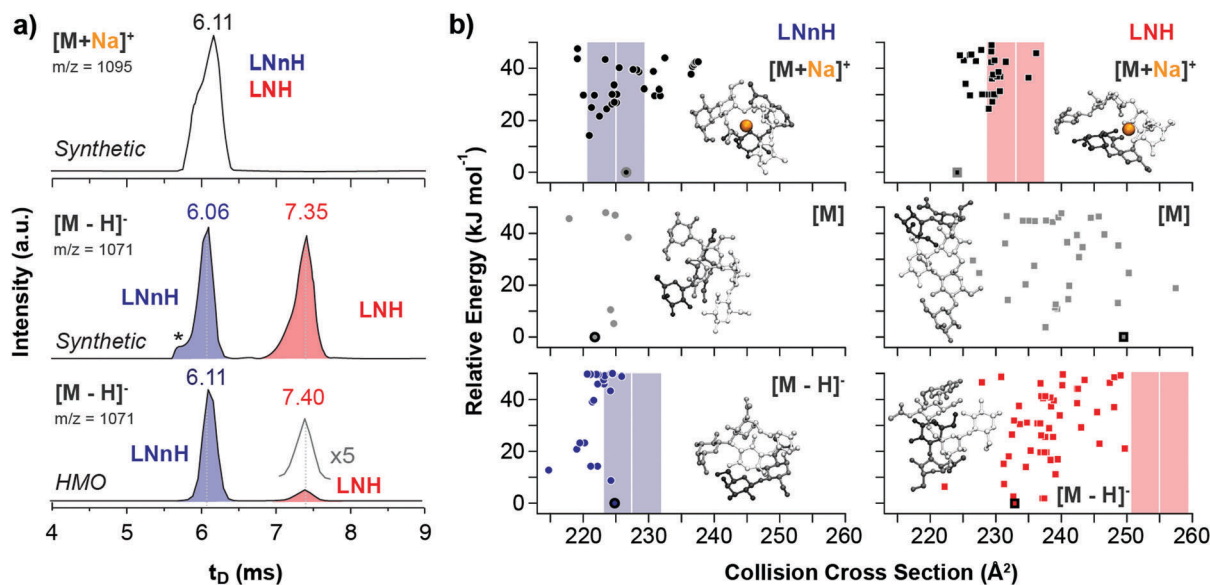 a)
6.11
[M+Na]⁺
m/z = 1095
LNnH
LNH
Synthetic
[M - H]⁻
m/z = 1071
6.06
7.35
LNnH
LNH
*
Synthetic
[M - H]⁻
m/z = 1071
6.11
7.40
LNnH
x5
LNH
HMO
Intensity (a.u.)
4 5 6 7 8 9
t_D (ms)
b)
LNnH
[M+Na]⁺
LNH
[M+Na]⁺
40
20
0
[M]
[M]
40
20
0
[M - H]⁻
[M - H]⁻
40
20
0
Relative Energy (kJ mol⁻¹)
220 230 240 250 260
220 230 240 250 260
Collision Cross Section (Å²)